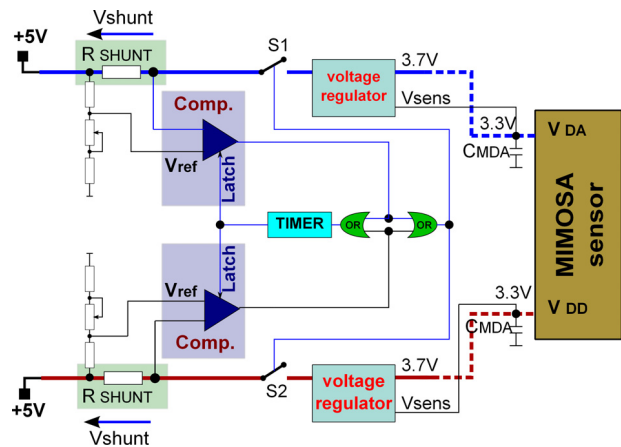 Vshunt
+5V
R SHUNT
S1
3.7V
voltage
regulator
Vsens
3.3V
CMDA
V DA
Comp.
Vref
Latch
TIMER
OR
OR
MIMOSA
sensor
Latch
Vref
Comp.
3.3V
V DD
CMDA
3.7V
voltage
regulator
Vsens
S2
R SHUNT
+5V
Vshunt